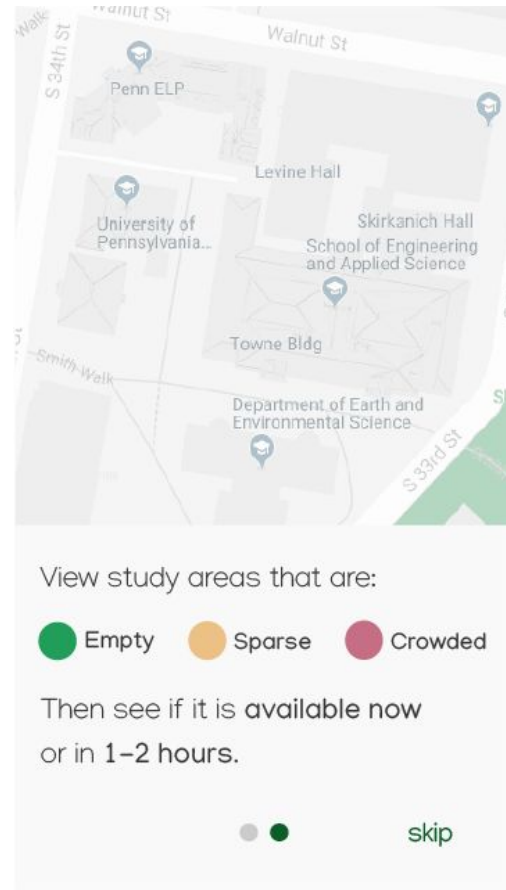 Walnut St
Walnut St
Walk
S 34th St
Penn ELP
Levine Hall
University of
Pennsylvania...
Skirkanich Hall
School of Engineering
and Applied Science
Towne Bldg
Smith Walk
Department of Earth and
Environmental Science
S 33rd St
View study areas that are:
Empty Sparse Crowded
Then see if it is available now
or in 1–2 hours.
skip